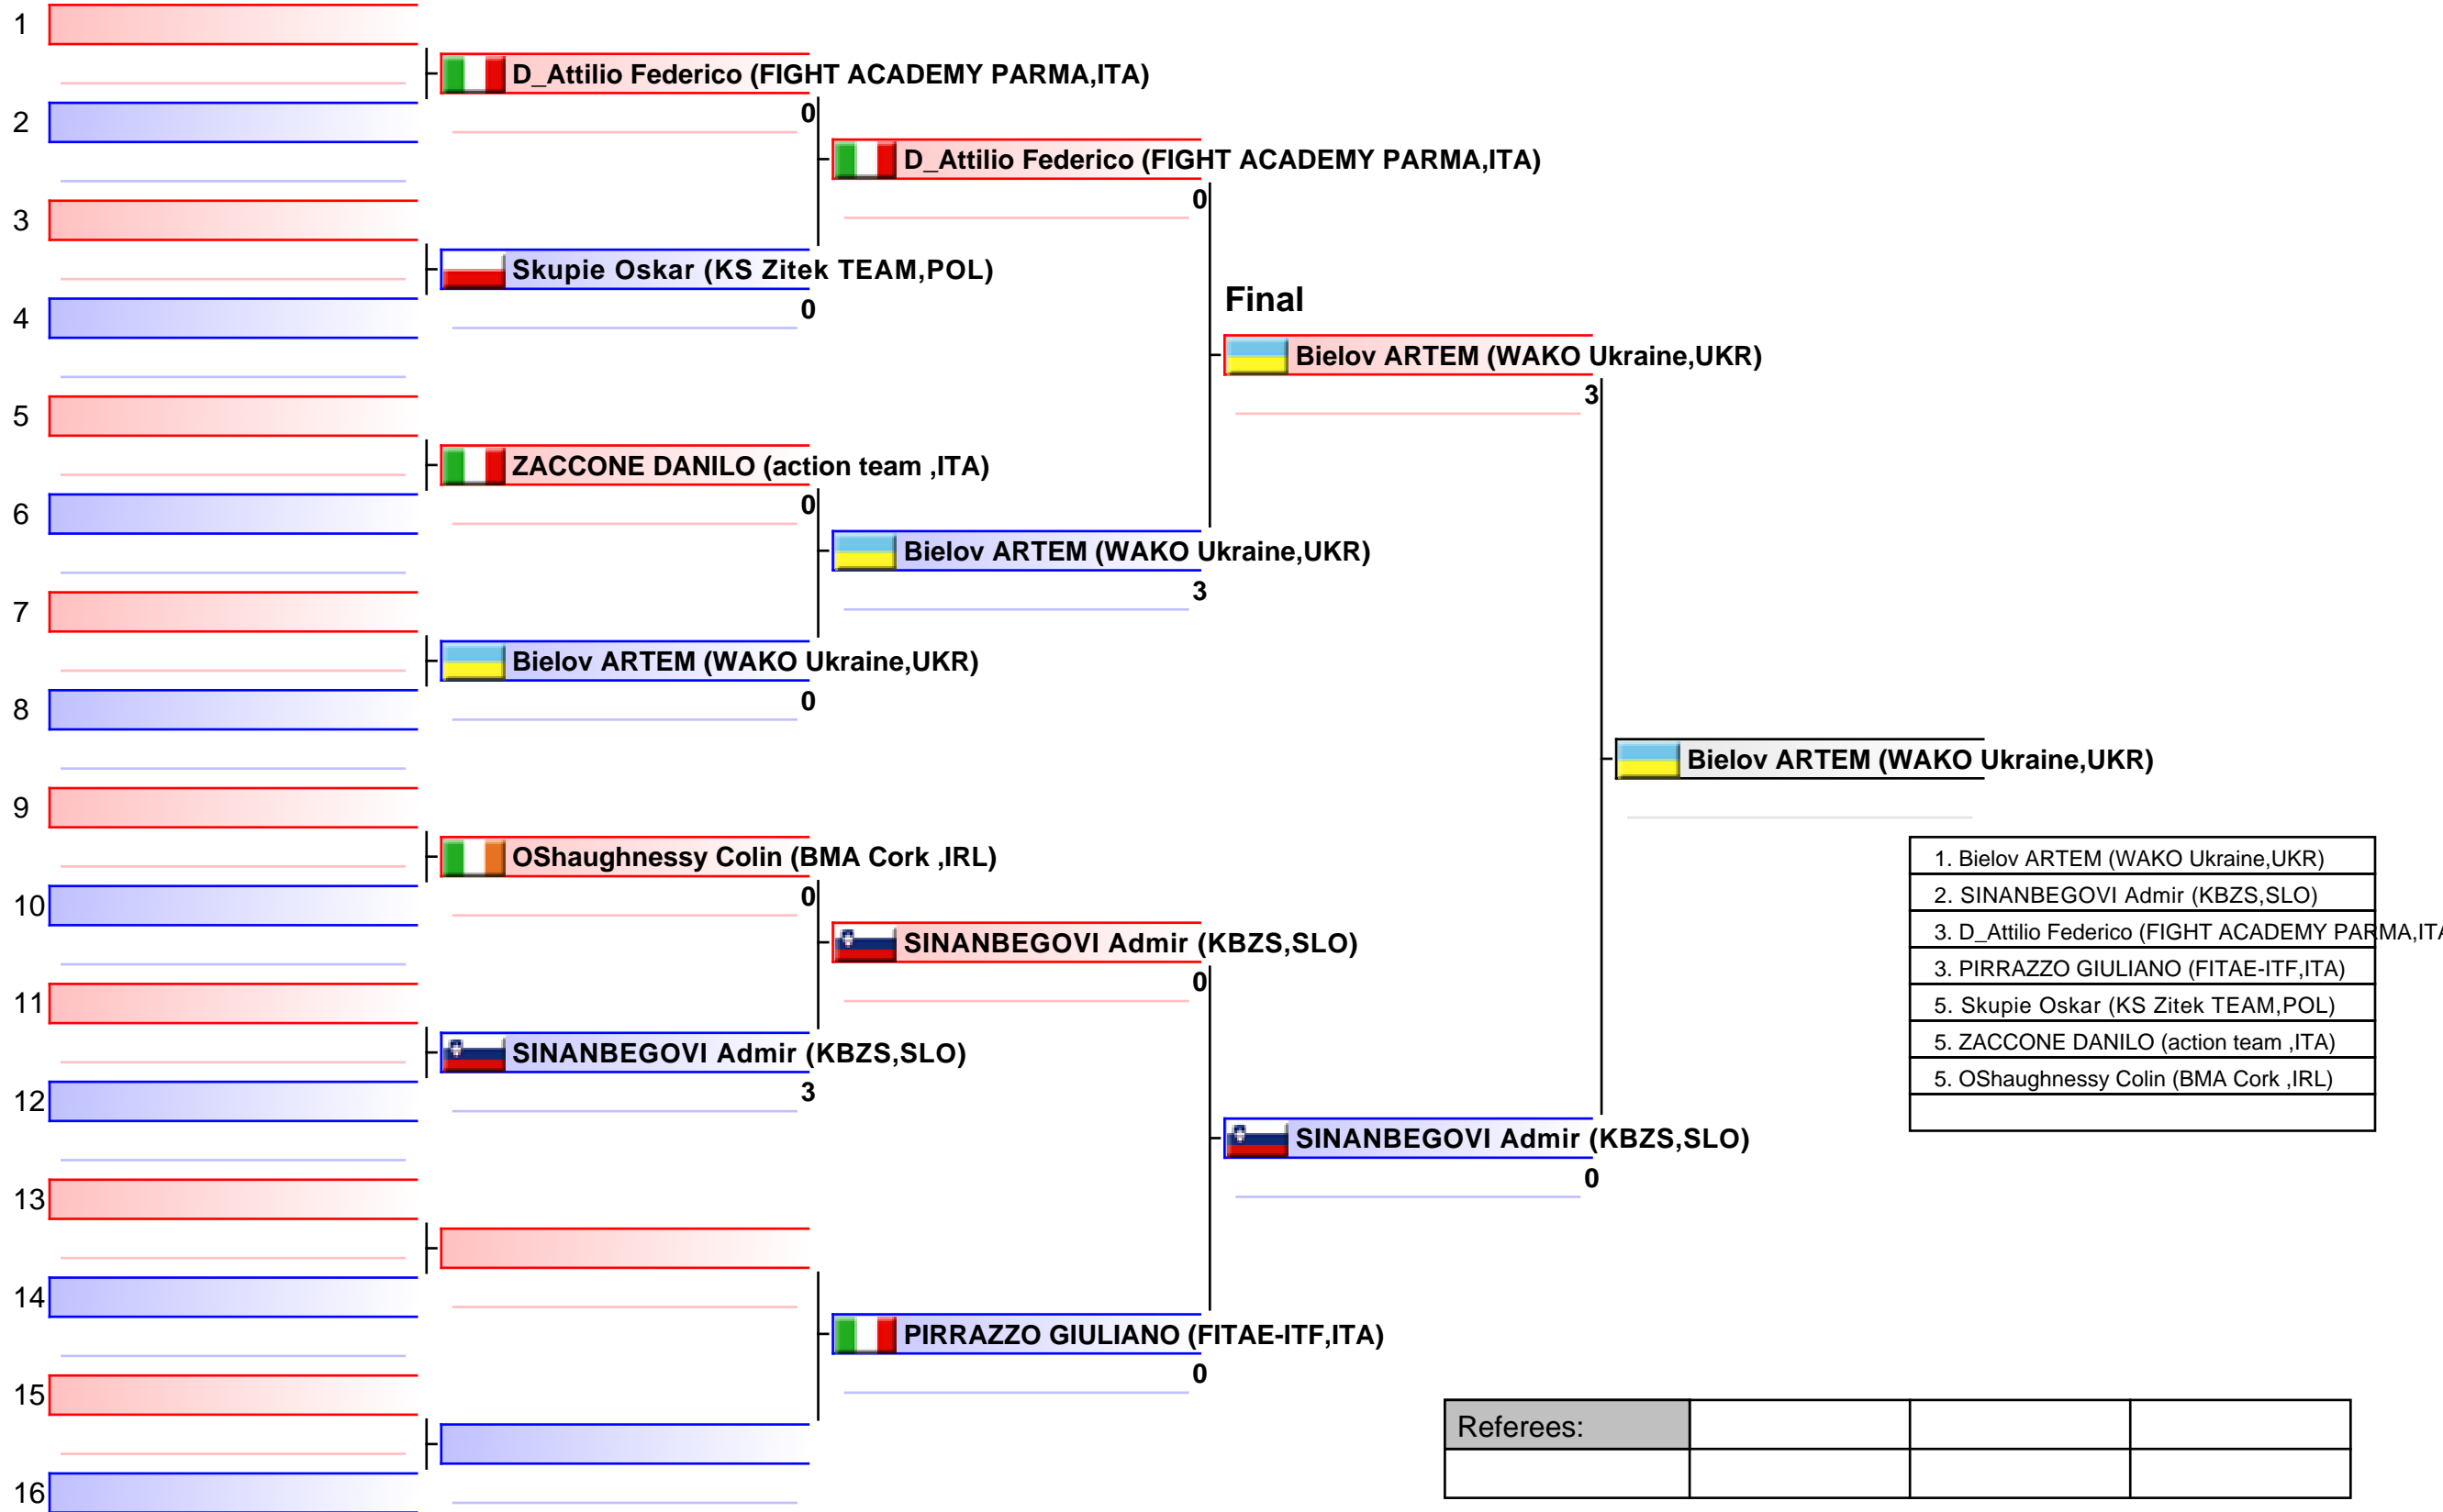 1
D_Attilio Federico (FIGHT ACADEMY PARMA,ITA)
0
2
D_Attilio Federico (FIGHT ACADEMY PARMA,ITA)
0
3
Skupie Oskar (KS Zitek TEAM,POL)
0
4
Final
Bielov ARTEM (WAKO Ukraine,UKR)
3
5
ZACCONE DANILO (action team ,ITA)
0
6
Bielov ARTEM (WAKO Ukraine,UKR)
3
7
Bielov ARTEM (WAKO Ukraine,UKR)
0
8
Bielov ARTEM (WAKO Ukraine,UKR)
9
OShaughnessy Colin (BMA Cork ,IRL)
0
10
SINANBEGOVI Admir (KBZS,SLO)
0
11
SINANBEGOVI Admir (KBZS,SLO)
3
12
SINANBEGOVI Admir (KBZS,SLO)
0
13
14
PIRRAZZO GIULIANO (FITAE-ITF,ITA)
0
15
16
1. Bielov ARTEM (WAKO Ukraine,UKR)
2. SINANBEGOVI Admir (KBZS,SLO)
3. D_Attilio Federico (FIGHT ACADEMY PARMA,ITA
3. PIRRAZZO GIULIANO (FITAE-ITF,ITA)
5. Skupie Oskar (KS Zitek TEAM,POL)
5. ZACCONE DANILO (action team ,ITA)
5. OShaughnessy Colin (BMA Cork ,IRL)
Referees: